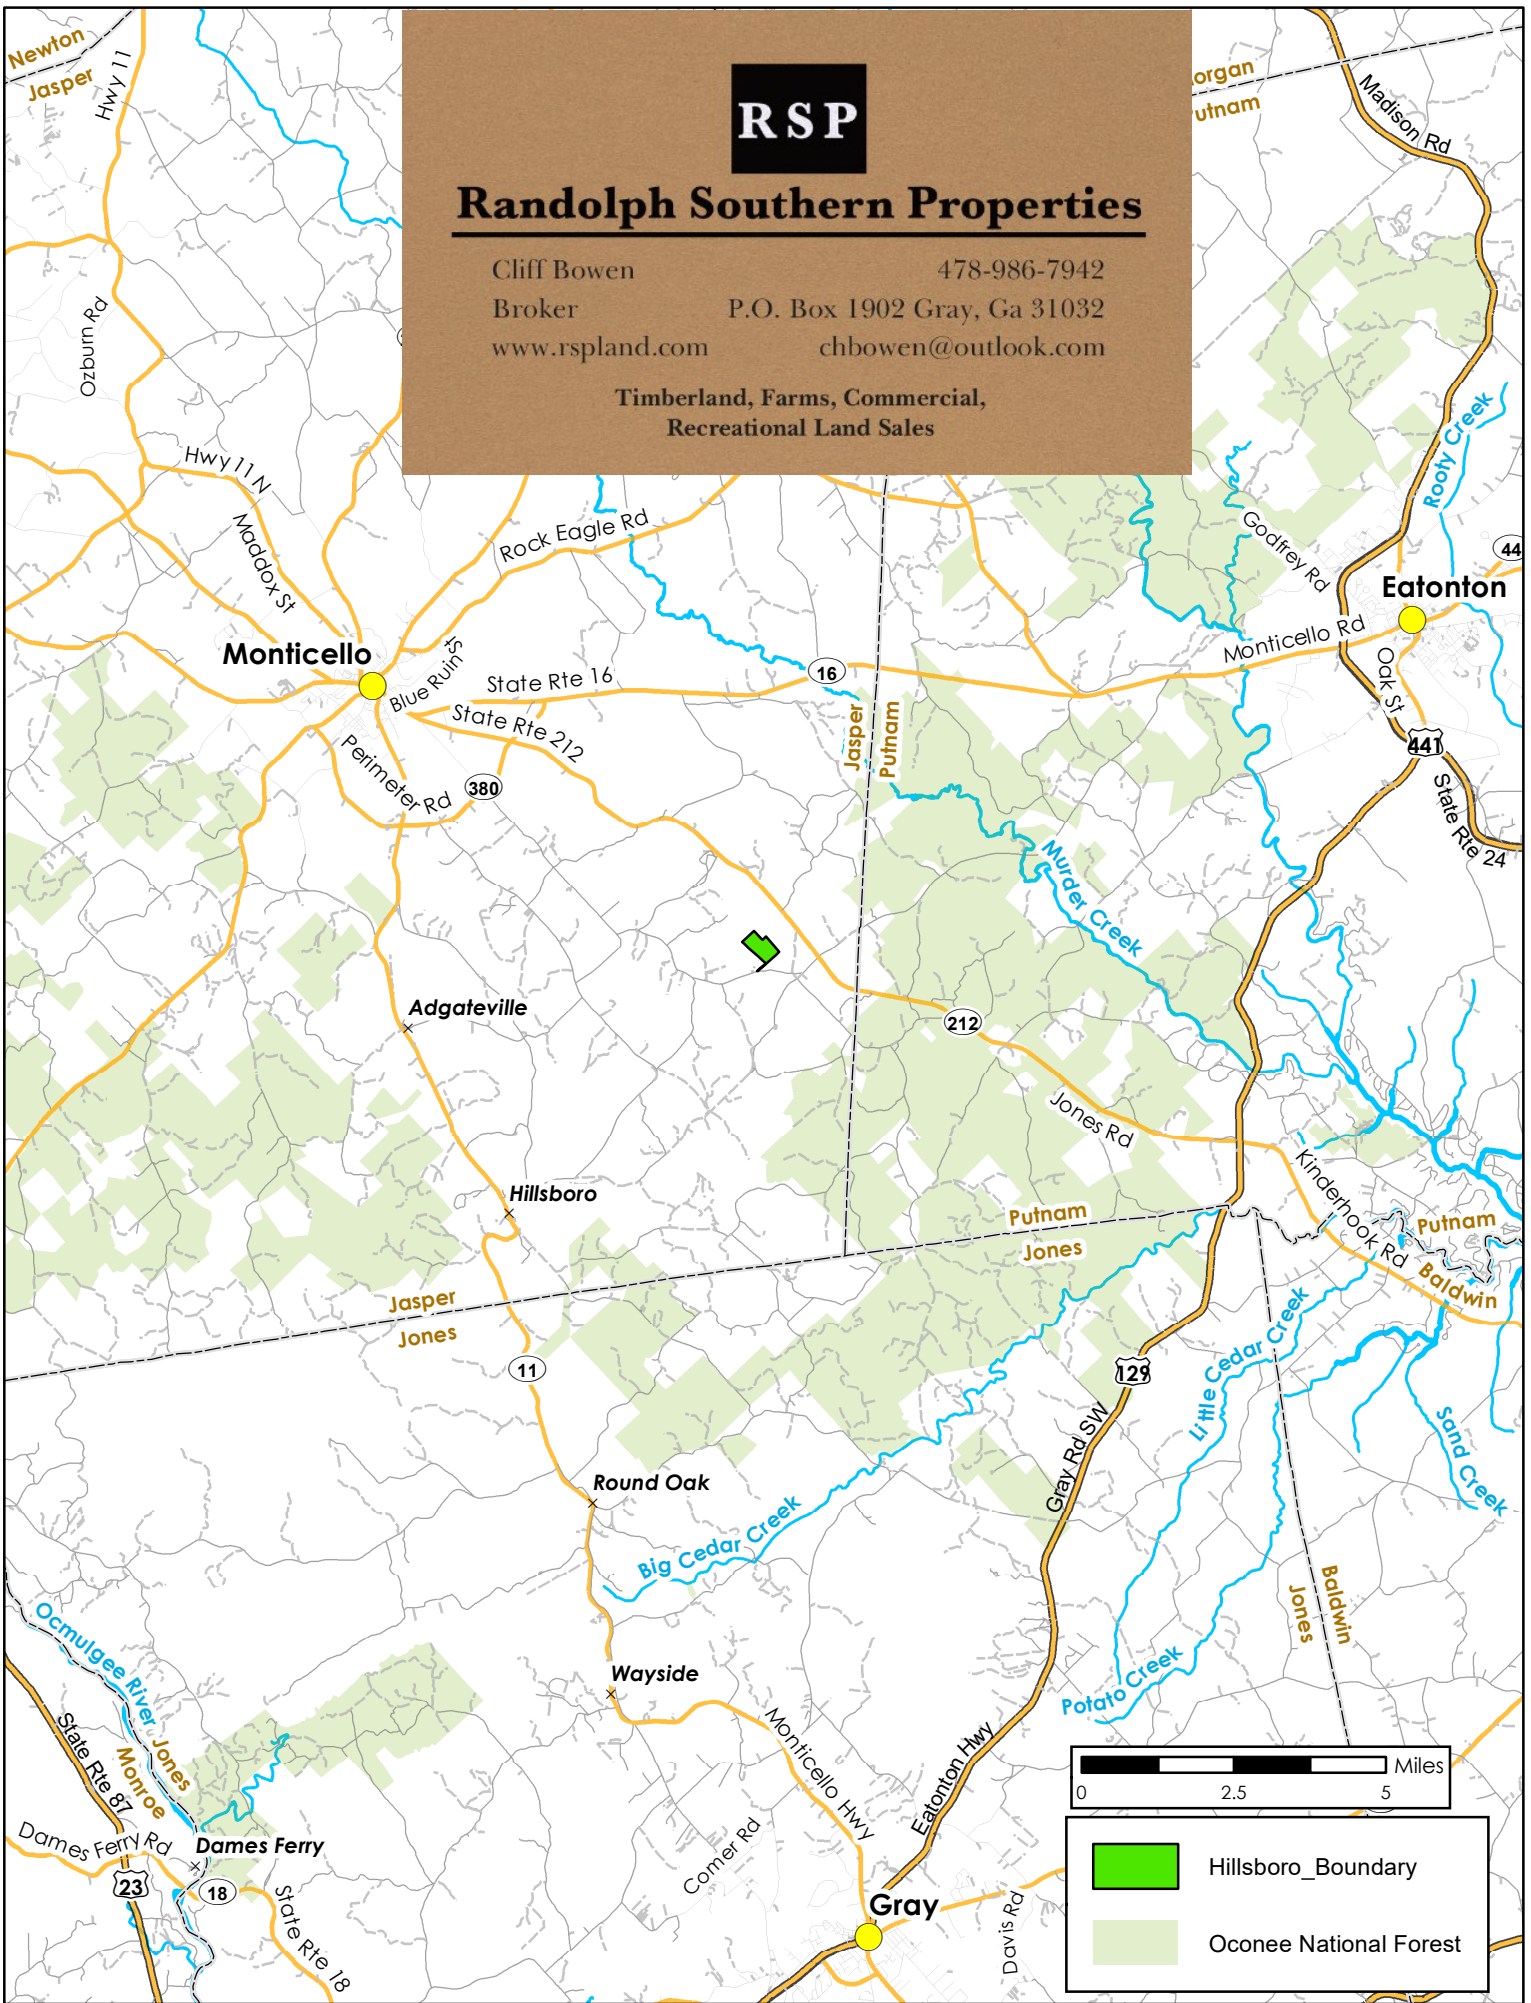 Newton
Jasper
Hwy 11
RSP
Randolph Southern Properties
Cliff Bowen
478-986-7942
Broker
P.O. Box 1902 Gray, Ga 31032
www.rspland.com
chbowen@outlook.com
Timberland, Farms, Commercial,
Recreational Land Sales
organ
utnam
Madison Rd
Ozburn Rd
Rooty Creek
Hwy 11 N
Maddox St
Rock Eagle Rd
Godfrey Rd
44
Eatonton
Monticello
Blue Ruin St
State Rte 16
16
Monticello Rd
Oak St
State Rte 212
Jasper
Putnam
441
Perimeter Rd
380
State Rte 24
Murder Creek
Adgateville
212
Jones Rd
Hillsboro
Kinderhook Rd
Putnam
Jones
Putnam
Baldwin
Jasper
Jones
11
129
Little Cedar Creek
Gray Rd SW
Sand Creek
Round Oak
Big Cedar Creek
Baldwin
Jones
Ocmulgee River
Wayside
Potato Creek
State Rte 87
Jones
Monroe
Monticello Hwy
Eatonton Hwy
Miles
0
2.5
5
Dames Ferry Rd
Dames Ferry
Comer Rd
23
18
State Rte 18
Gray
Davis Rd
Hillsboro_Boundary
Oconee National Forest